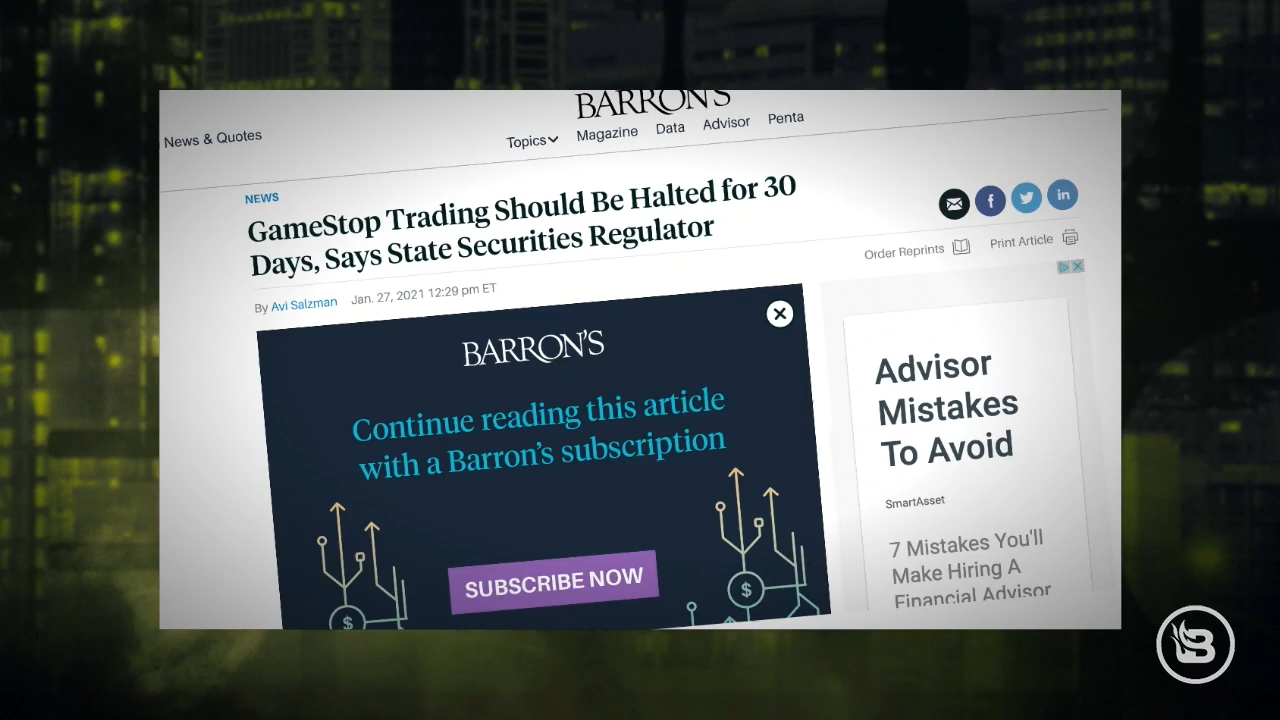 BARRON'S
News & Quotes
Topics Magazine Data Advisor Penta
NEWS
GameStop Trading Should Be Halted for 30
Days, Says State Securities Regulator
By Avi Salzman Jan. 27, 2021 12:29 pm ET
f
in
Order Reprints Print Article
BARRON'S
Continue reading this article
with a Barron's subscription
$
$
SUBSCRIBE NOW
Advisor
Mistakes
To Avoid
SmartAsset
7 Mistakes You'll
Make Hiring A
Financial Advisor
B